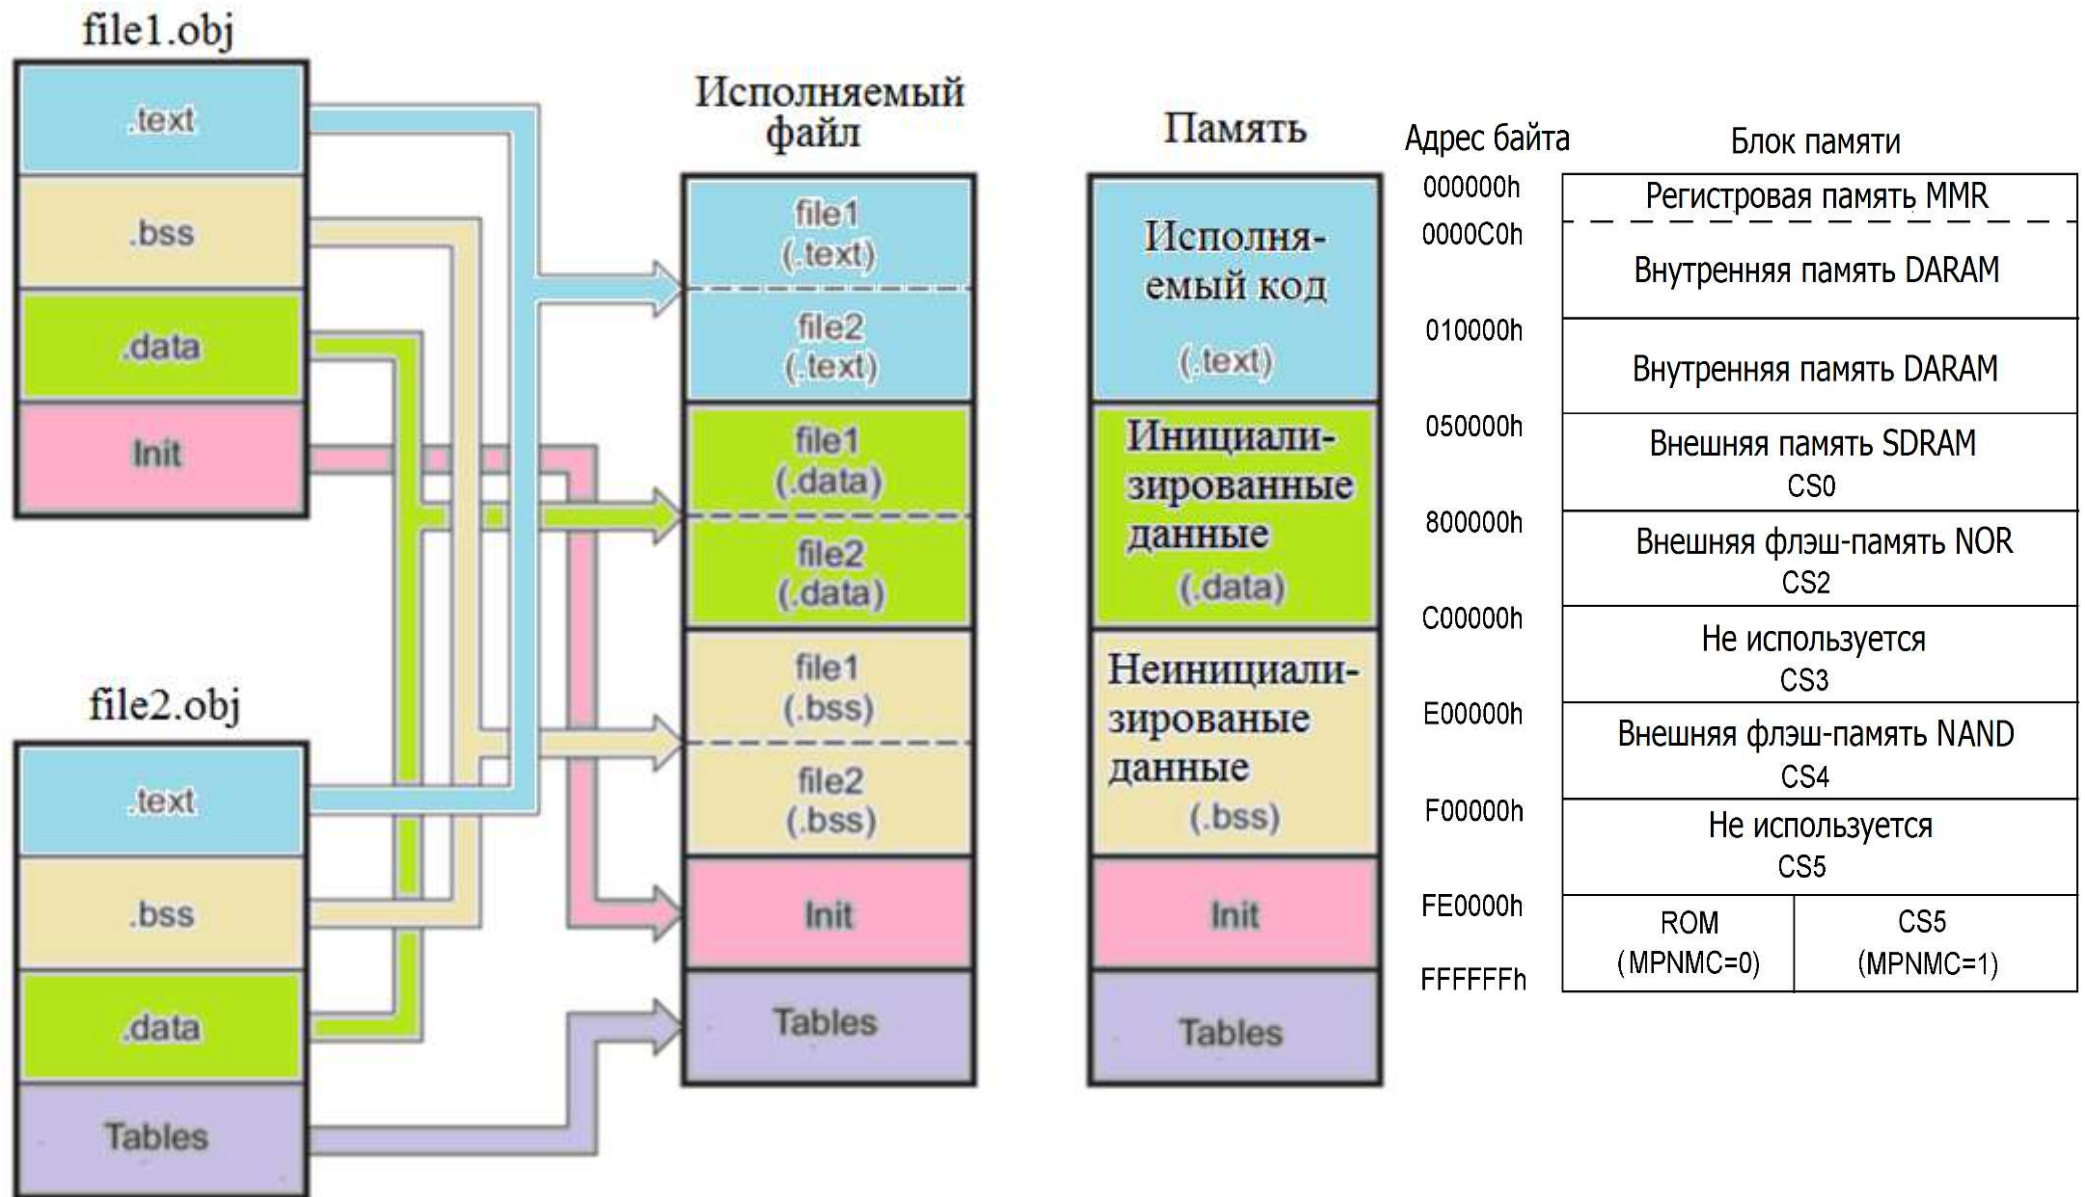 file1.obj
.text
.bss
.data
Init
file2.obj
.text
.bss
.data
Tables
Исполняемый
файл
file1
(.text)
file2
(.text)
file1
(.data)
file2
(.data)
file1
(.bss)
file2
(.bss)
Init
Tables
Память
Исполня-
емый код
(.text)
Инициали-
зированные
данные
(.data)
Неинициали-
зированые
данные
(.bss)
Init
Tables
Адрес байта
Блок памяти
000000h
Регистровая память MMR
0000C0h
Внутренняя память DARAM
010000h
Внутренняя память DARAM
050000h
Внешняя память SDRAM
CS0
800000h
Внешняя флэш-память NOR
CS2
C00000h
Не используется
CS3
E00000h
Внешняя флэш-память NAND
CS4
F00000h
Не используется
CS5
FE0000h
ROM
(MPNMC=0)
CS5
(MPNMC=1)
FFFFFFh